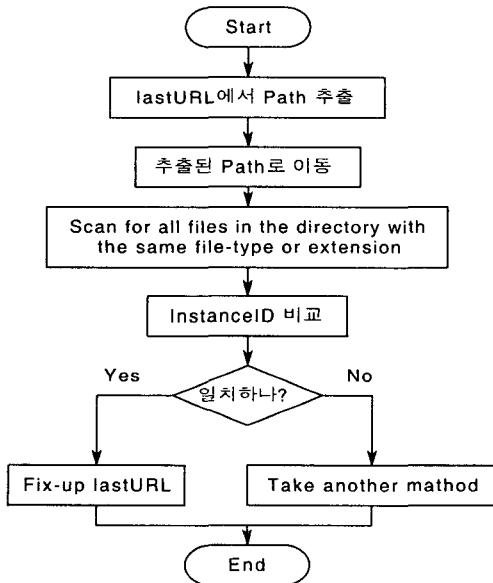 Start
lastURL에서 Path 추출
추출된 Path로 이동
Scan for all files in the directory with
the same file-type or extension
InstanceID 비교
Yes
일치하나?
No
Fix-up lastURL
Take another mathod
End